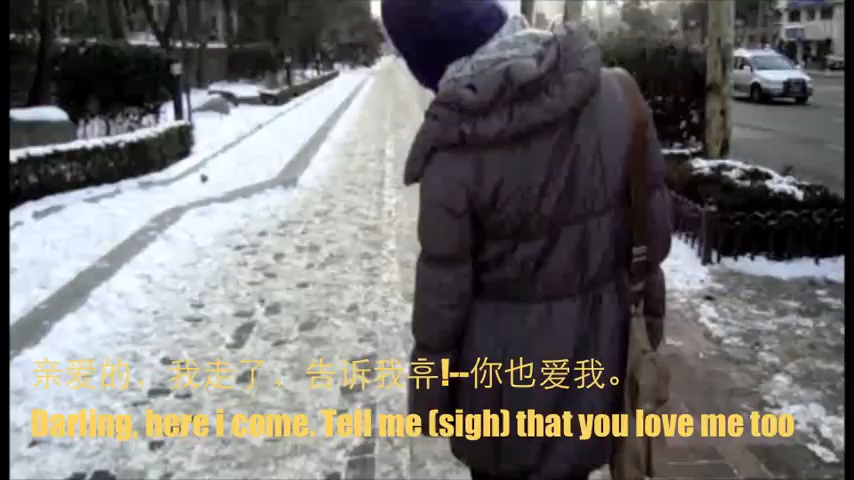 亲爱的，我走了，告诉我弚!--你也爱我。
Darling, here i come. Tell me (sigh) that you love me too